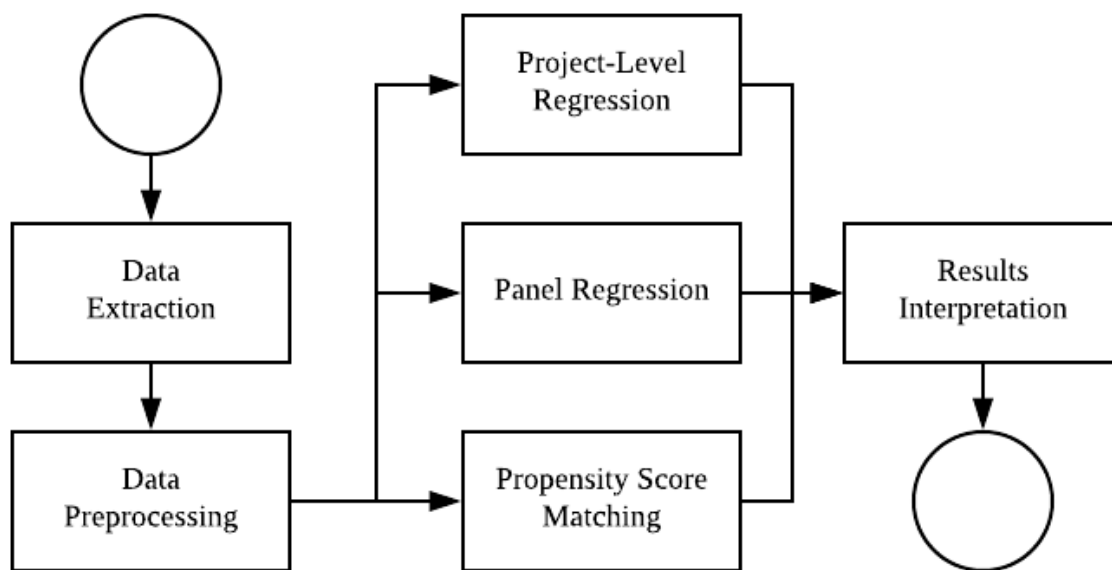 Data
Extraction
Data
Preprocessing
Project-Level
Regression
Panel Regression
Propensity Score
Matching
Results
Interpretation